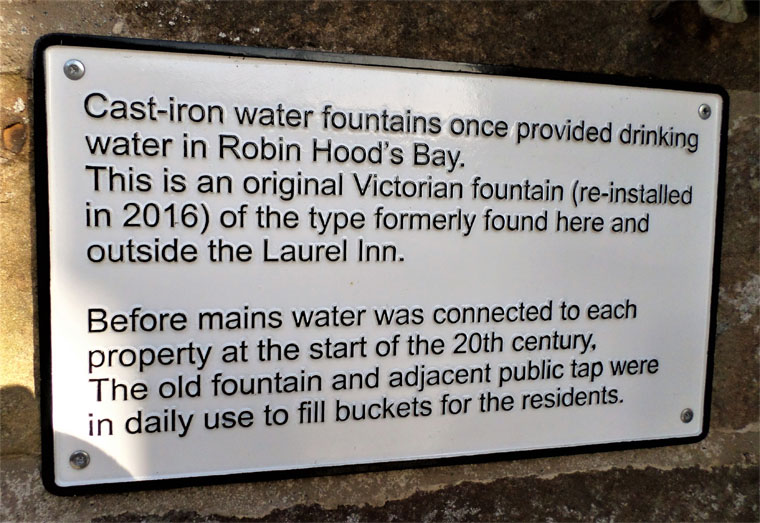 Cast-iron water fountains once provided drinking
water in Robin Hood's Bay.
This is an original Victorian fountain (re-installed
in 2016) of the type formerly found here and
outside the Laurel Inn.
Before mains water was connected to each
property at the start of the 20th century,
The old fountain and adjacent public tap were
in daily use to fill buckets for the residents.